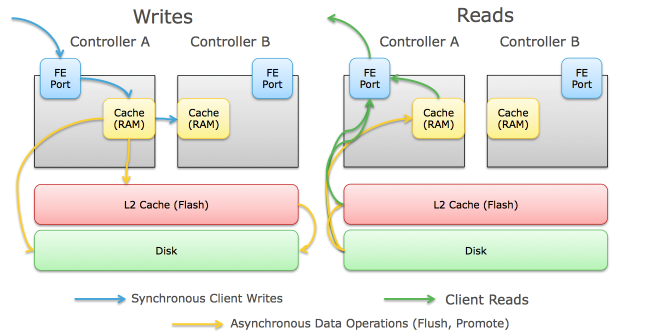 Writes
Reads
Controller A
Controller B
Controller A
Controller B
FE
Port
FE
Port
FE
Port
FE
Port
Cache
(RAM)
Cache
(RAM)
Cache
(RAM)
Cache
(RAM)
L2 Cache (Flash)
L2 Cache (Flash)
Disk
Disk
Synchronous Client Writes
Client Reads
Asynchronous Data Operations (Flush, Promote)